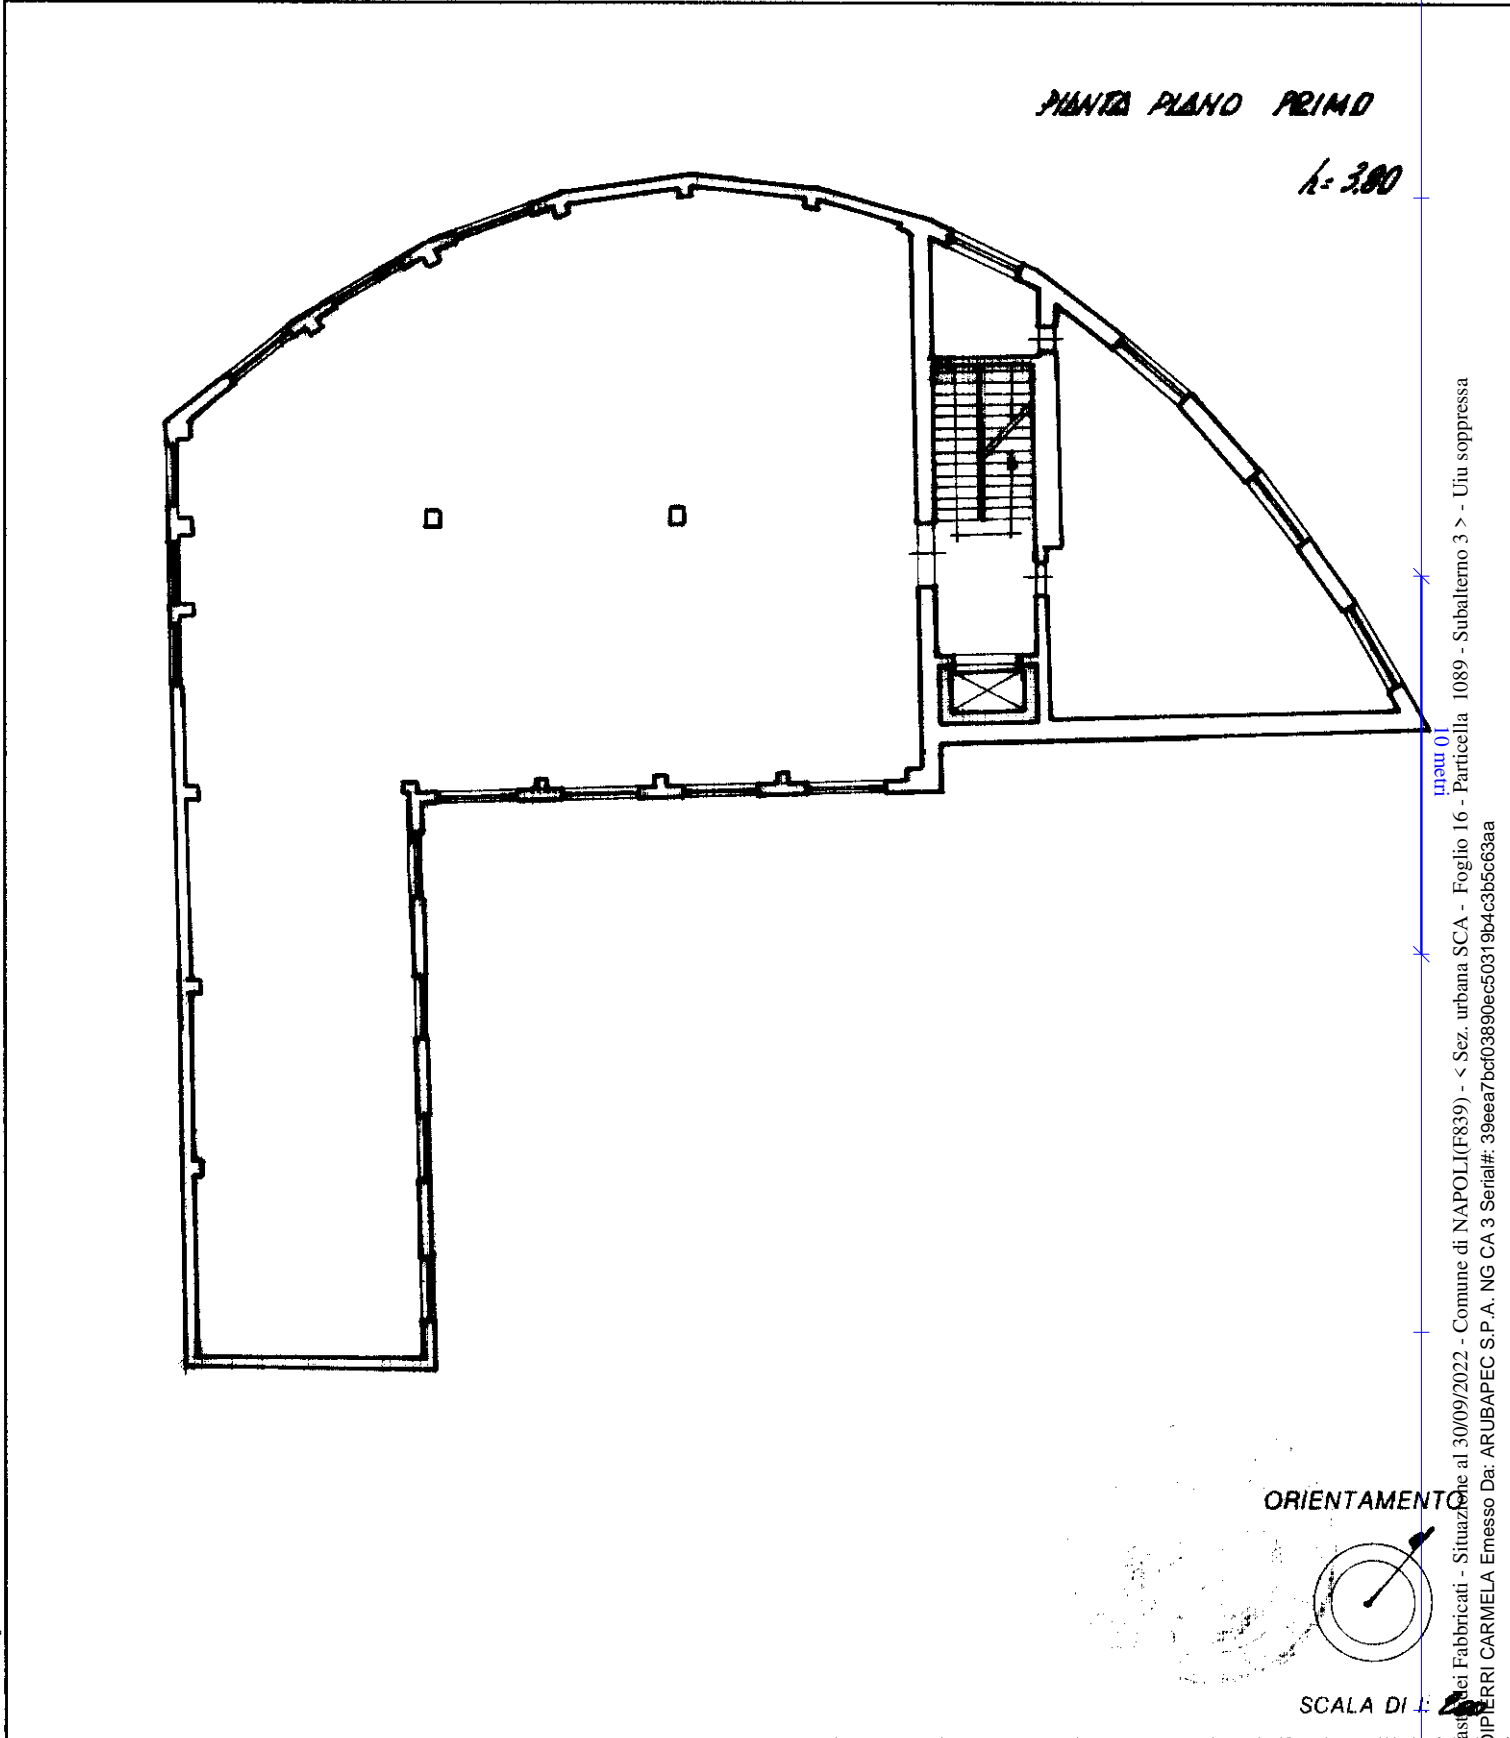 PIANTA PIANO PRIMO
h= 3.80
10 metri
dei Fabbricati - Situazione al 30/09/2022 - Comune di NAPOLI(F839) - < Sez. urbana SCA - Foglio 16 - Particella 1089 - Subalterno 3 > - Uiu soppressa
DIPIERRI CARMELA Emesso Da: ARUBAPEC S.P.A. NG CA 3 Serial#: 39eea7bcf03890ec50319b4c3b5c63aa
ORIENTAMENTO
SCALA DI 1: 200